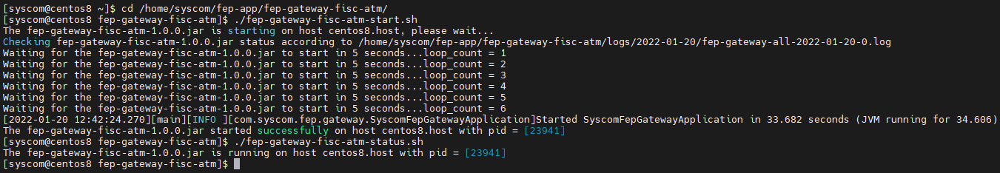 [syscom@centos8 ~]$ cd /home/syscom/fep-app/fep-gateway-fisc-atm/
[syscom@centos8 fep-gateway-fisc-atm]$ ./fep-gateway-fisc-atm-start.sh
The fep-gateway-fisc-atm-1.0.0.jar is starting on host centos8.host, please wait...
Checking fep-gateway-fisc-atm-1.0.0.jar status according to /home/syscom/fep-app/fep-gateway-fisc-atm/logs/2022-01-20/fep-gateway-all-2022-01-20-0.log
Waiting for the fep-gateway-fisc-atm-1.0.0.jar to start in 5 seconds...loop_count = 1
Waiting for the fep-gateway-fisc-atm-1.0.0.jar to start in 5 seconds...loop_count = 2
Waiting for the fep-gateway-fisc-atm-1.0.0.jar to start in 5 seconds...loop_count = 3
Waiting for the fep-gateway-fisc-atm-1.0.0.jar to start in 5 seconds...loop_count = 4
Waiting for the fep-gateway-fisc-atm-1.0.0.jar to start in 5 seconds...loop_count = 5
Waiting for the fep-gateway-fisc-atm-1.0.0.jar to start in 5 seconds...loop_count = 6
[2022-01-20 12:42:24.270][main][INFO ][com.syscom.fep.gateway.SyscomFepGatewayApplication]Started SyscomFepGatewayApplication in 33.682 seconds (JVM running for 34.606)
The fep-gateway-fisc-atm-1.0.0.jar started successfully on host centos8.host with pid = [23941]
[syscom@centos8 fep-gateway-fisc-atm]$ ./fep-gateway-fisc-atm-status.sh
The fep-gateway-fisc-atm-1.0.0.jar is running on host centos8.host with pid = [23941]
[syscom@centos8 fep-gateway-fisc-atm]$